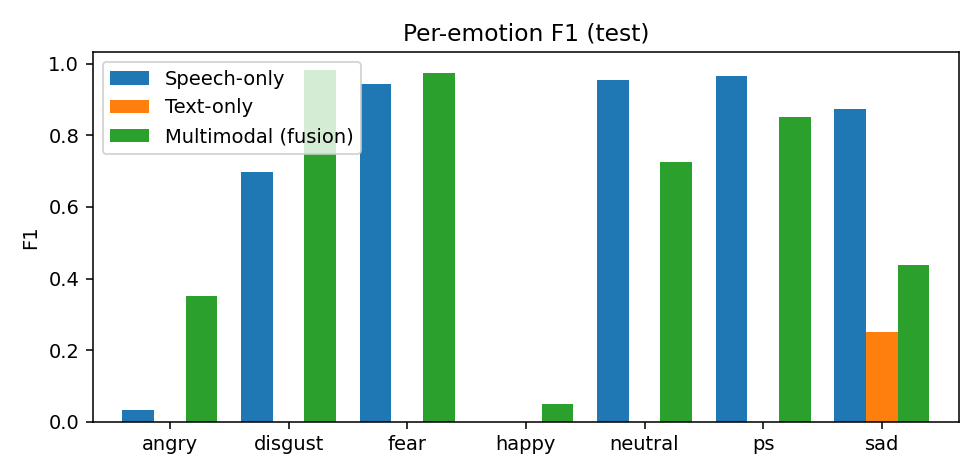 Per-emotion F1 (test)
1.0
0.8
0.6
0.4
0.2
0.0
F1
Speech-only
Text-only
Multimodal (fusion)
angry disgust fear happy neutral ps sad